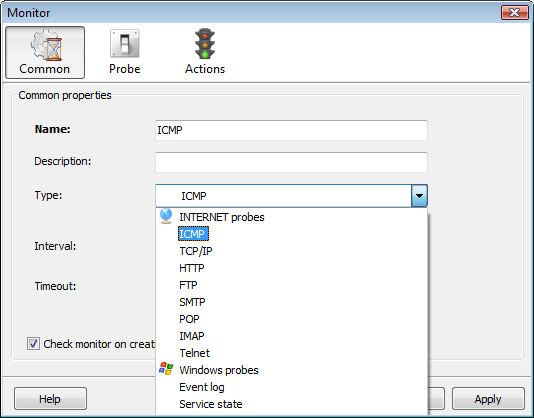 Monitor
Common Probe Actions
Common properties
Name: ICMP
Description:
Type: ICMP
INTERNET probes
ICMP
TCP/IP
HTTP
Interval:
FTP
Timeout:
SMTP
POP
IMAP
Check monitor on
Telnet
Windows probes
Event log
Help Apply
Service state